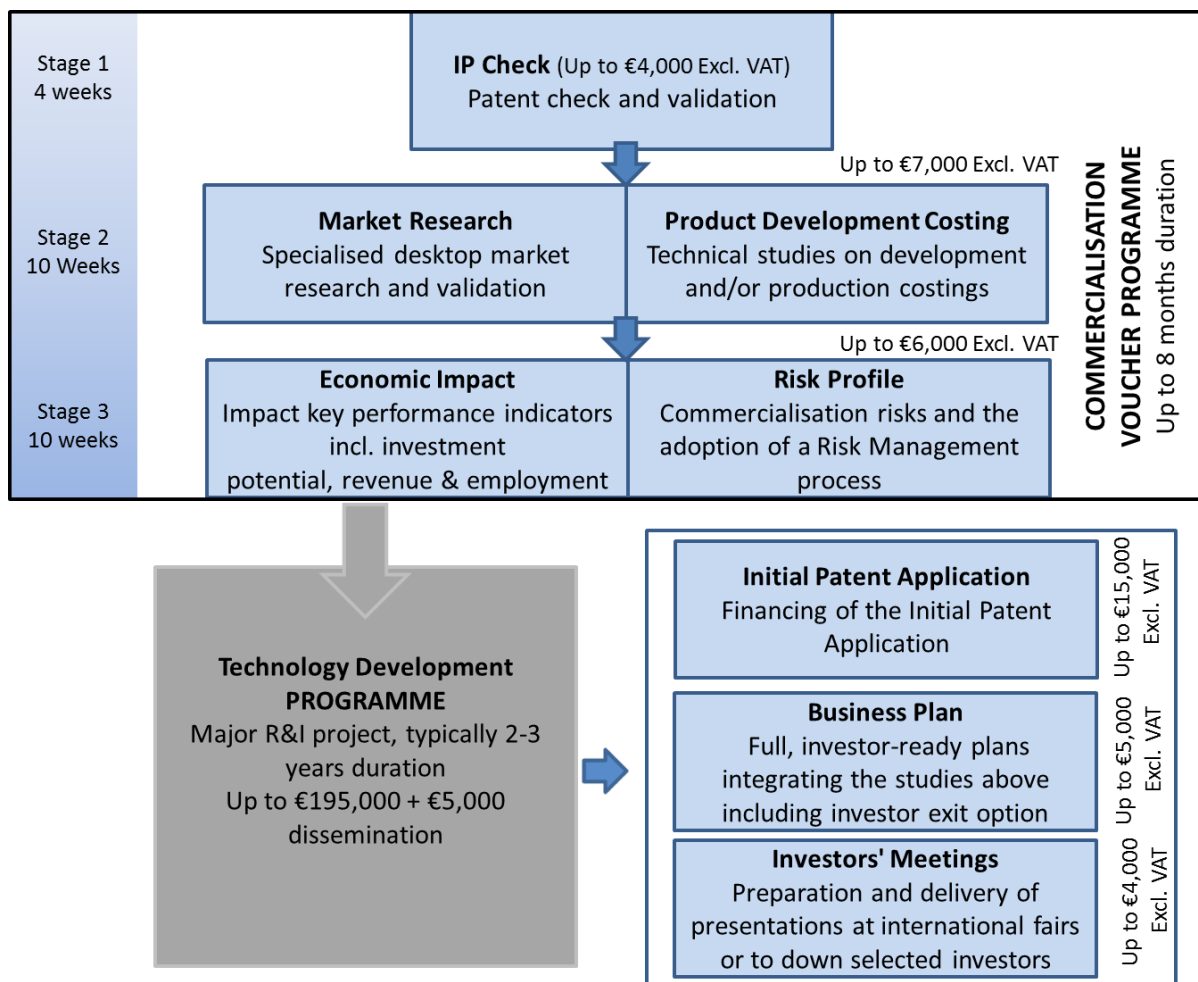 Stage 1
4 weeks
IP Check (Up to €4,000 Excl. VAT)
Patent check and validation
Up to €7,000 Excl. VAT
Stage 2
10 Weeks
Market Research
Specialised desktop market
research and validation
Product Development Costing
Technical studies on development
and/or production costings
Up to €6,000 Excl. VAT
Stage 3
10 weeks
Economic Impact
Impact key performance indicators
incl. investment
potential, revenue & employment
Risk Profile
Commercialisation risks and the
adoption of a Risk Management
process
COMMERCIALISATION
VOUCHER PROGRAMME
Up to 8 months duration
Technology Development
PROGRAMME
Major R&I project, typically 2-3
years duration
Up to €195,000 + €5,000
dissemination
Initial Patent Application
Financing of the Initial Patent
Application
Up to €15,000
Excl. VAT
Business Plan
Full, investor-ready plans
integrating the studies above
including investor exit option
Up to €5,000
Excl. VAT
Investors' Meetings
Preparation and delivery of
presentations at international fairs
or to down selected investors
Up to €4,000
Excl. VAT